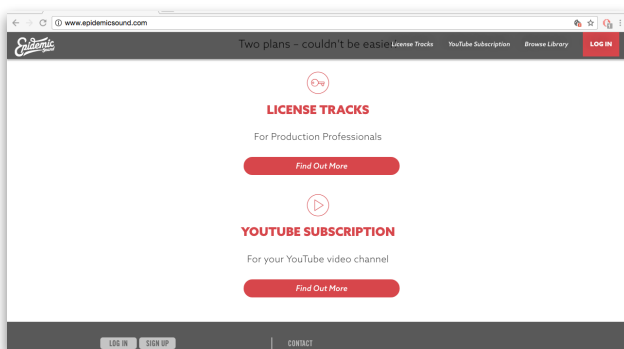 www.epidemicsound.com
Epidemic
Sound
Two plans – couldn't be easier
License Tracks
YouTube Subscription
Browse Library
LOG IN
LICENSE TRACKS
For Production Professionals
Find Out More
YOUTUBE SUBSCRIPTION
For your YouTube video channel
Find Out More
LOG IN
SIGN UP
CONTACT